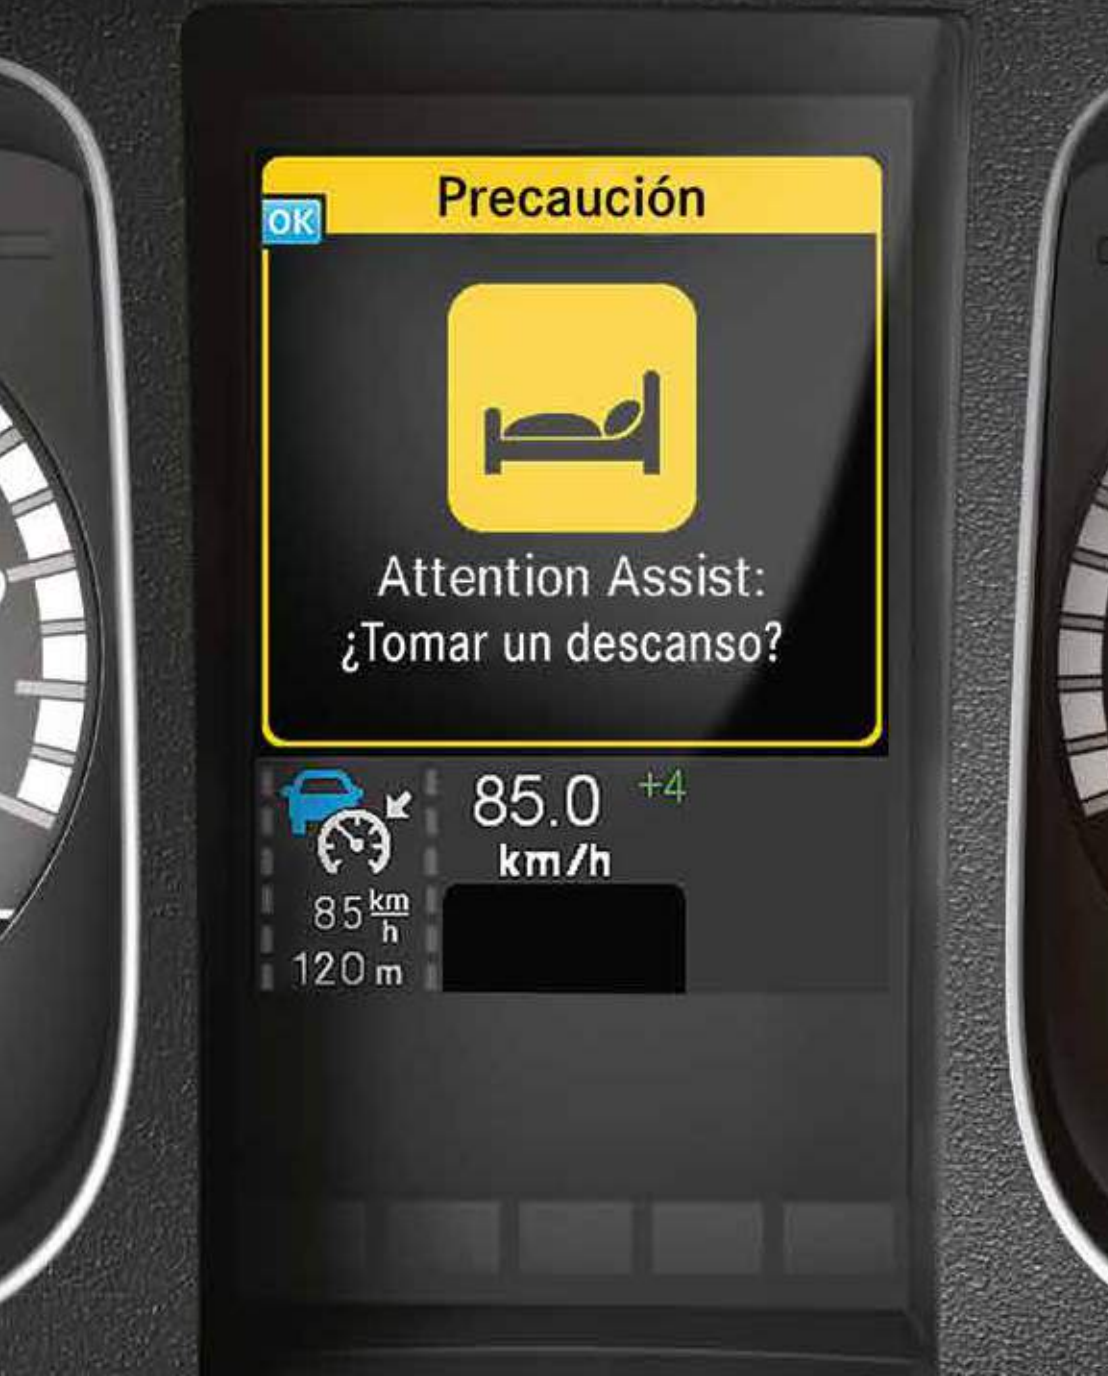 Precaución
OK
Attention Assist:
¿Tomar un descanso?
85.0 +4
km/h
85 km/h
120 m